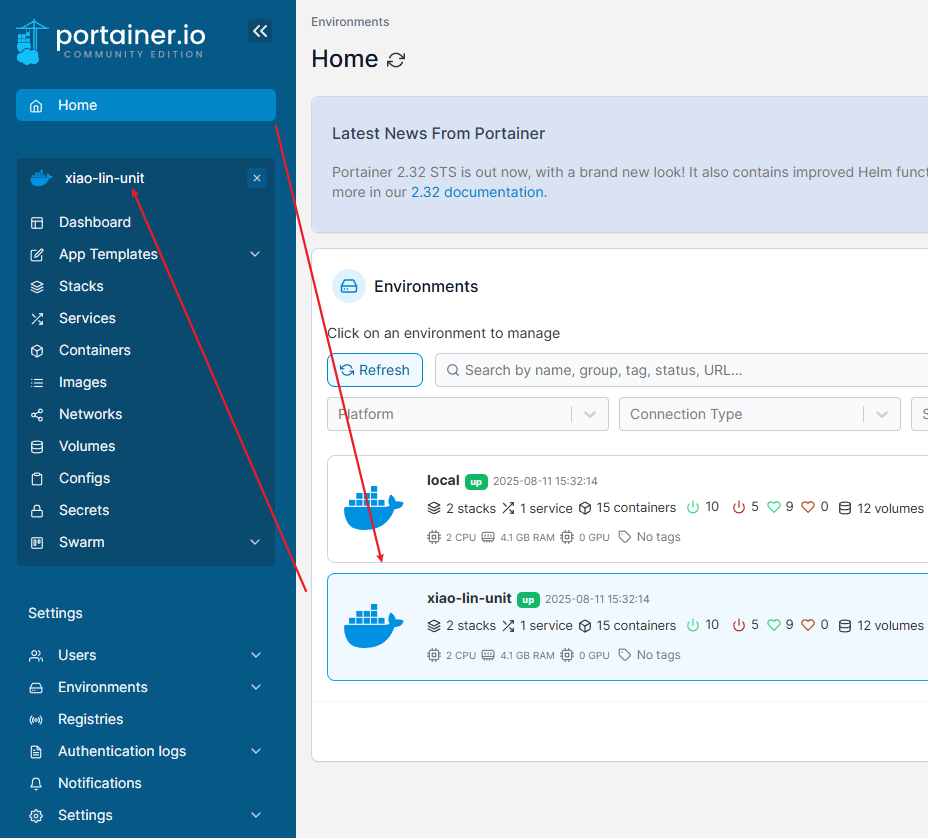 portainer.io
COMMUNITY EDITION
Home
xiao-lin-unit
Dashboard
App Templates
Stacks
Services
Containers
Images
Networks
Volumes
Configs
Secrets
Swarm
Settings
Users
Environments
Registries
Authentication logs
Notifications
Settings
Environments
Home
Latest News From Portainer
Portainer 2.32 STS is out now, with a brand new look! It also contains improved Helm funct
more in our 2.32 documentation.
Environments
Click on an environment to manage
Refresh
Search by name, group, tag, status, URL...
Platform
Connection Type
S
local up 2025-08-11 15:32:14
2 stacks 1 service 15 containers 10 5 9 0 12 volumes
2 CPU 4.1 GB RAM 0 GPU No tags
xiao-lin-unit up 2025-08-11 15:32:14
2 stacks 1 service 15 containers 10 5 9 0 12 volumes
2 CPU 4.1 GB RAM 0 GPU No tags